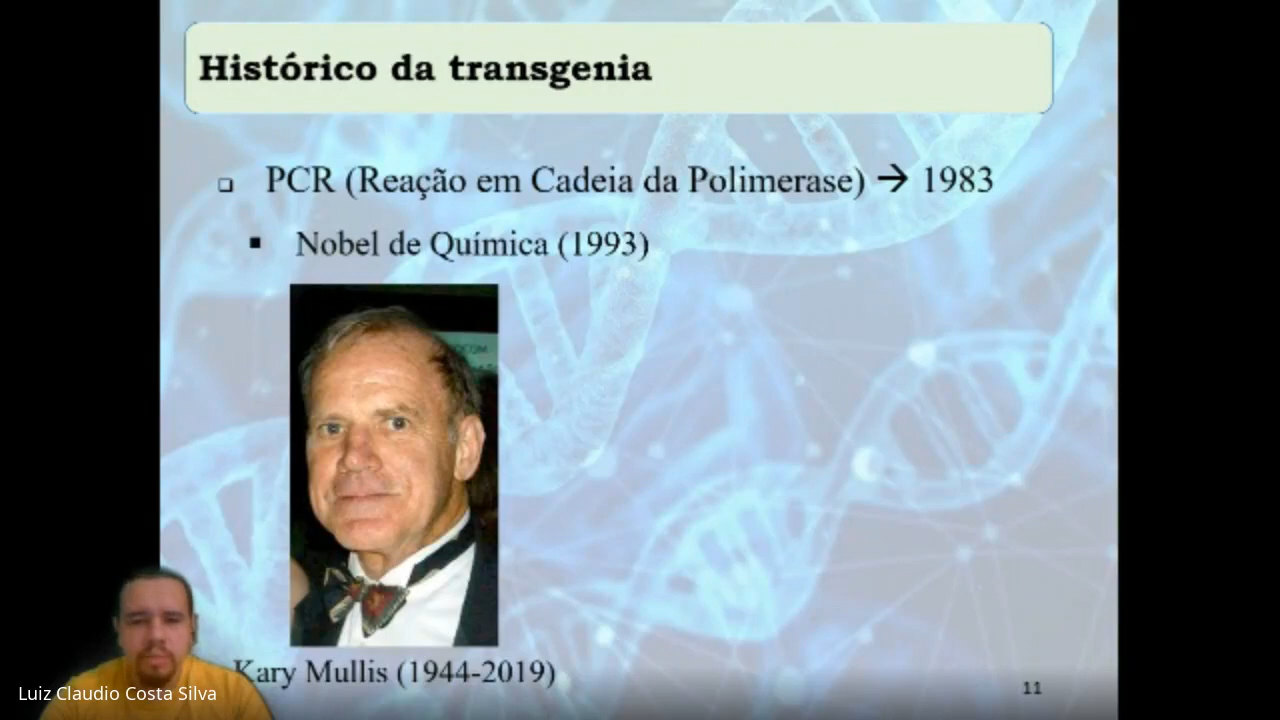 Histórico da transgenia
❑ PCR (Reação em Cadeia da Polimerase) → 1983
▪ Nobel de Química (1993)
Kary Mullis (1944-2019)
Luiz Claudio Costa Silva
11